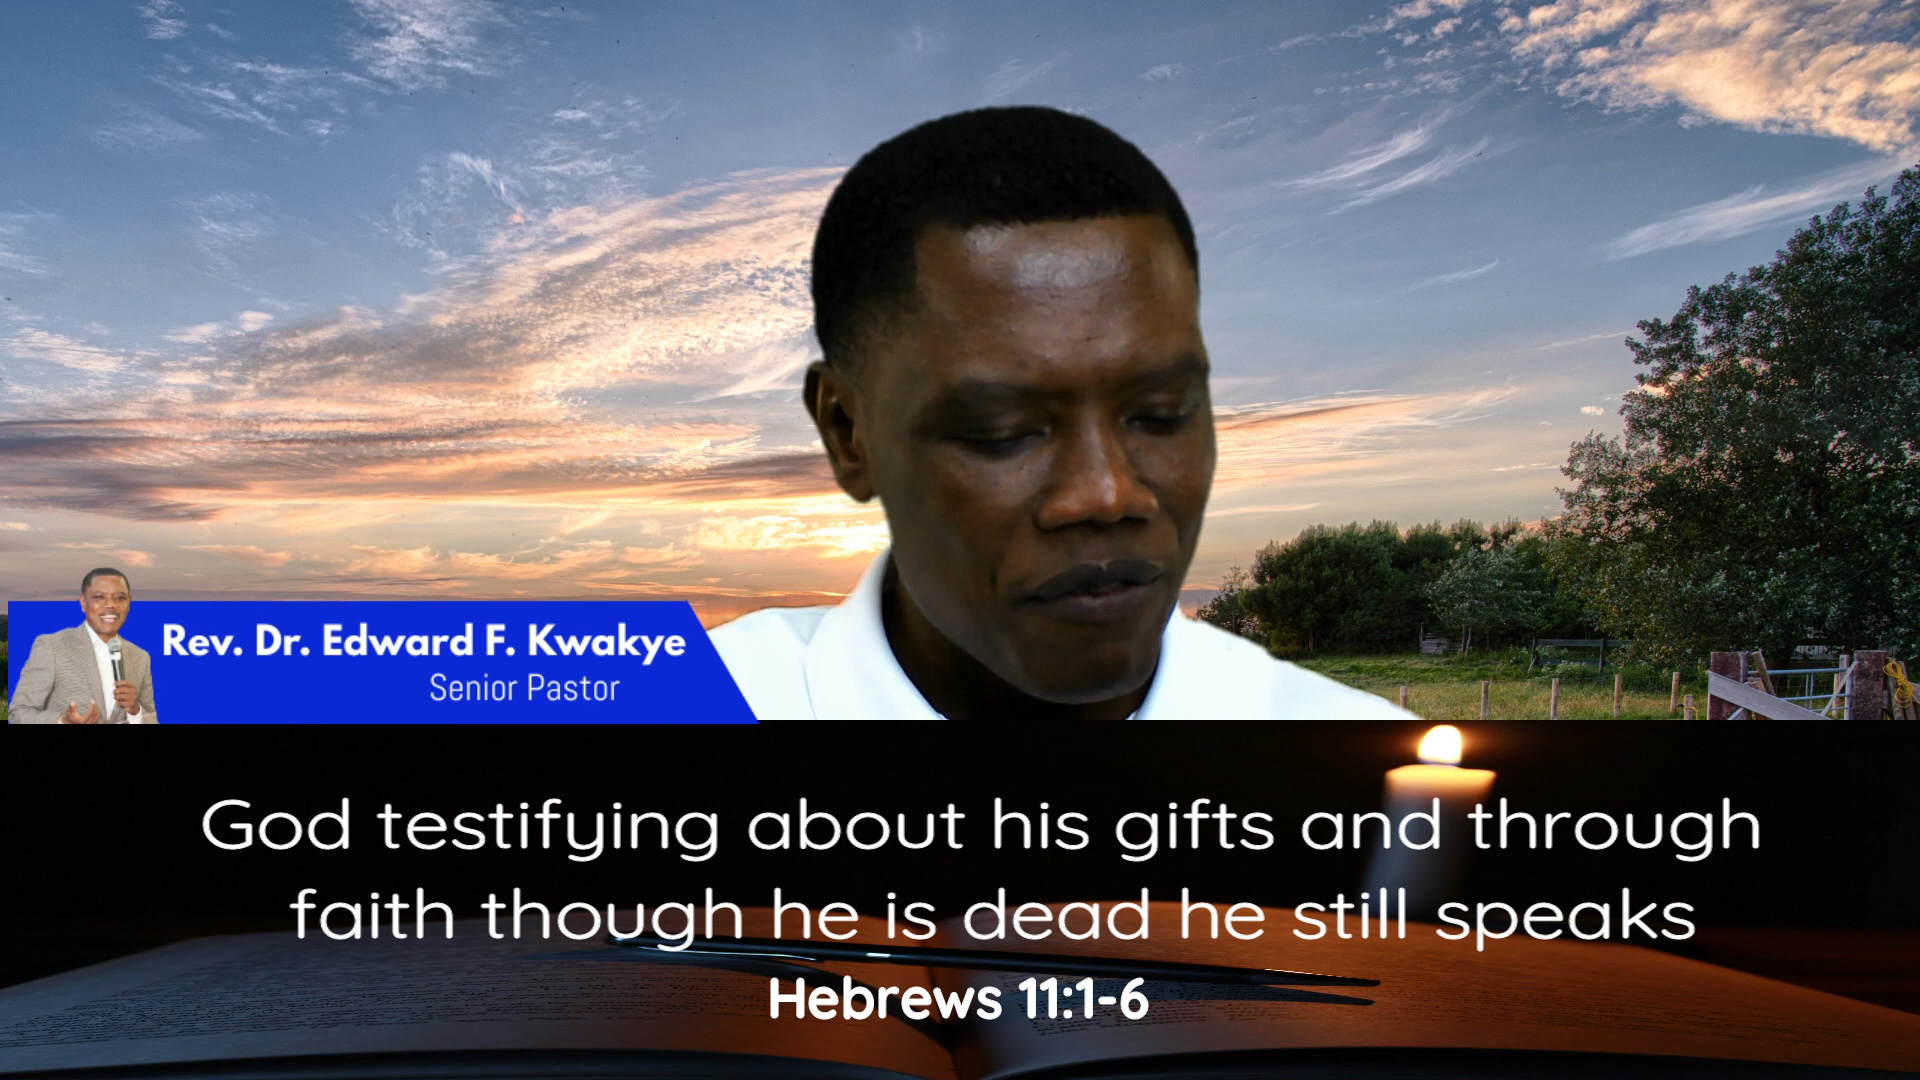 Rev. Dr. Edward F. Kwakye
Senior Pastor
God testifying about his gifts and through
faith though he is dead he still speaks
Hebrews 11:1-6